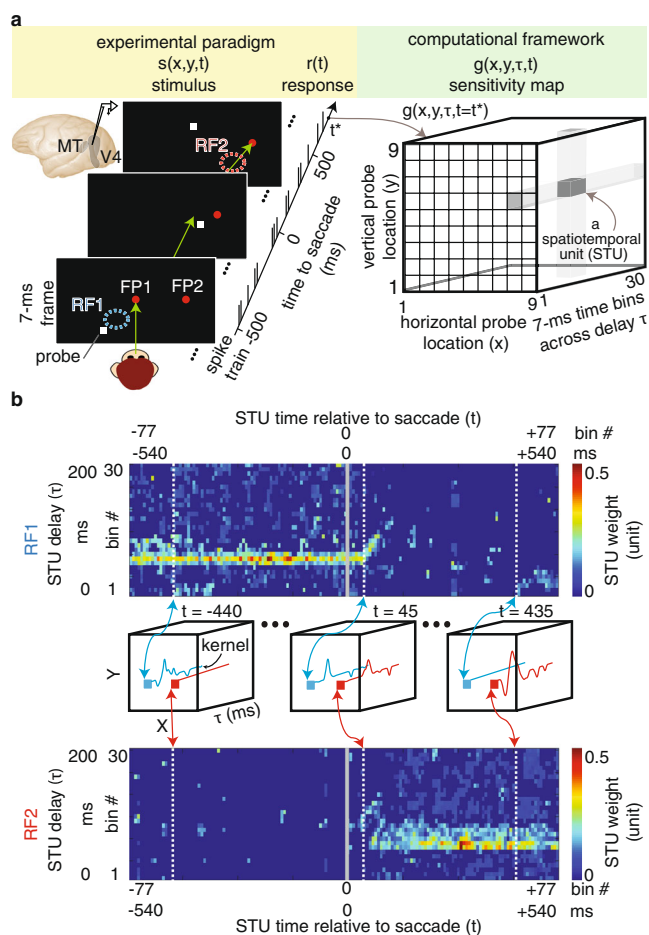 a
experimental paradigm
s(x,y,t)
stimulus
r(t)
response
computational framework
g(x,y,τ,t)
sensitivity map
MT
V4
RF2
t*
g(x,y,τ,t=t*)
500
0
-500
time to saccade
(ms)
spike
train
7-ms
frame
RF1
FP1
FP2
probe
vertical probe
location (y)
9
1
1
9
1
30
horizontal probe
location (x)
7-ms time bins
across delay τ
a
spatiotemporal
unit (STU)
b
STU time relative to saccade (t)
-77 0 +77 bin #
-540 0 +540 ms
RF1
STU delay (τ)
ms
bin #
200 30
0 1
0.5
0
STU weight
(unit)
t = -440
t = 45
t = 435
kernel
Y
X
τ (ms)
RF2
STU delay (τ)
ms
bin #
200 30
0 1
0.5
0
STU weight
(unit)
-77 0 +77 bin #
-540 0 +540 ms
STU time relative to saccade (t)